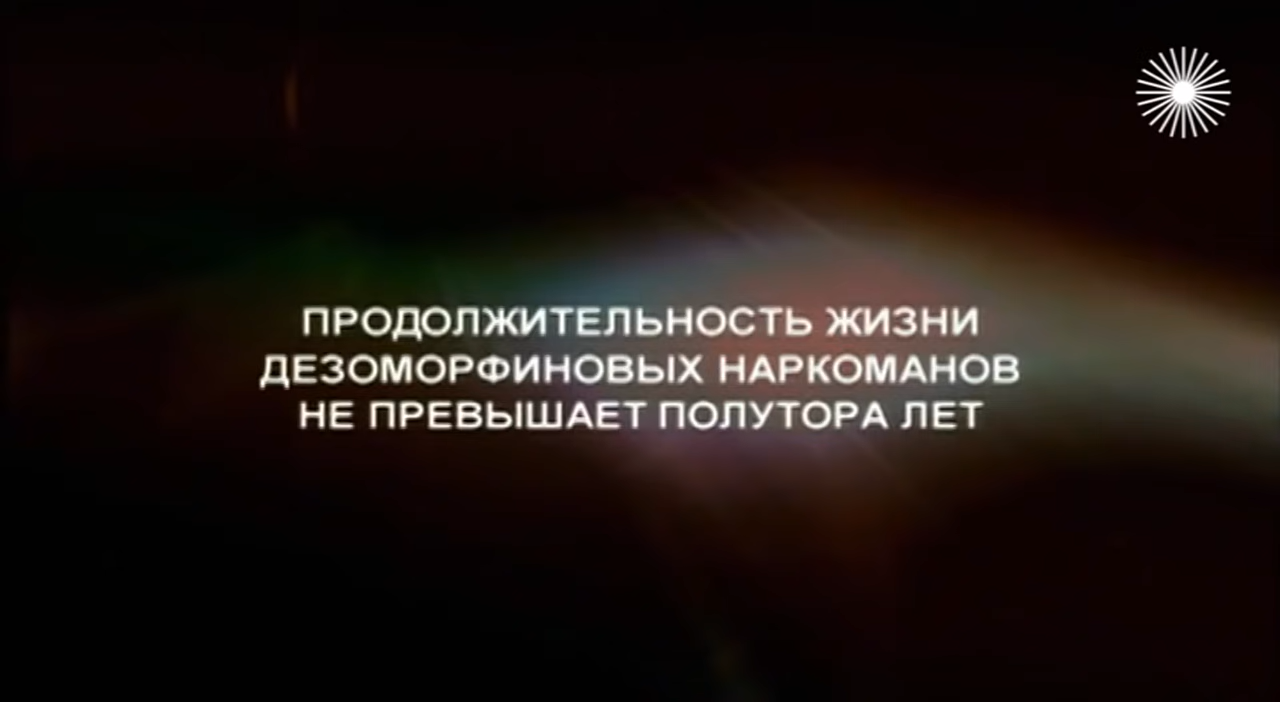 ПРОДОЛЖИТЕЛЬНОСТЬ ЖИЗНИ
ДЕЗОМОРФИНОВЫХ НАРКОМАНОВ
НЕ ПРЕВЫШАЕТ ПОЛУТОРА ЛЕТ